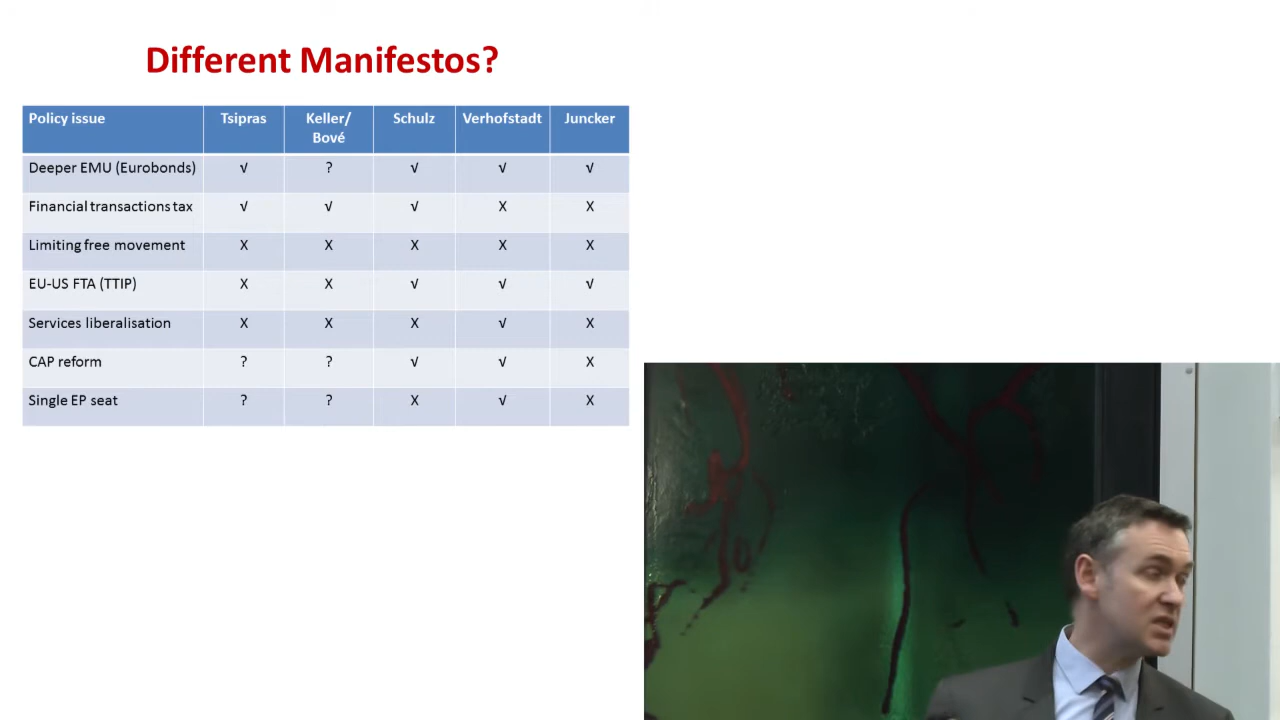 Different Manifestos?
Policy issue Tsipras Keller/ Bové Schulz Verhofstadt Juncker
Deeper EMU (Eurobonds) √ ? √ √ √
Financial transactions tax √ √ √ X X
Limiting free movement X X X X X
EU-US FTA (TTIP) X X √ √ √
Services liberalisation X X X √ X
CAP reform ? ? √ √ X
Single EP seat ? ? X √ X